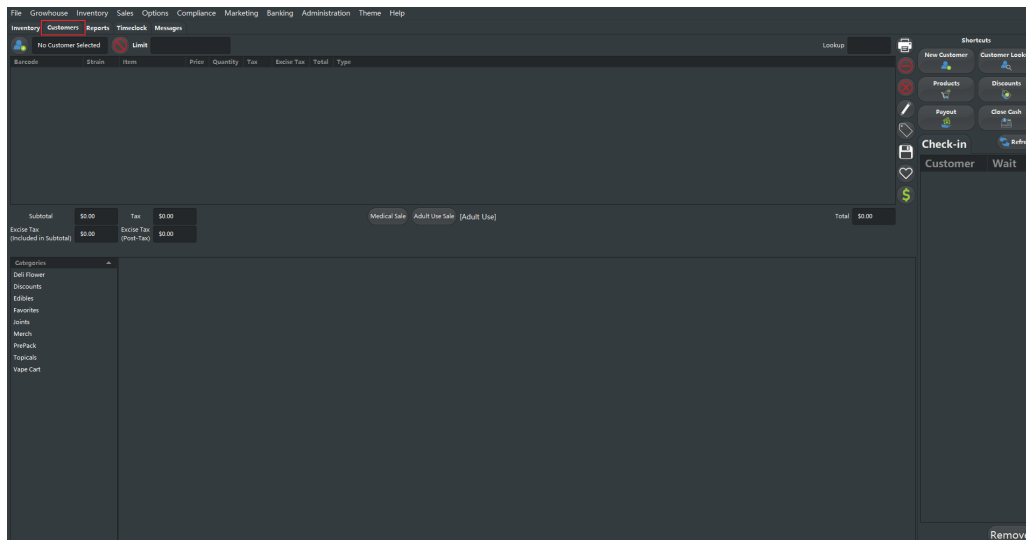 File Growhouse Inventory Sales Options Compliance Marketing Banking Administration Theme Help
Inventory Customers Reports Timeclock Messages
No Customer Selected Limit Lookup
Barcode Strain Item Price Quantity Tax Excise Tax Total Type
Subtotal $0.00 Tax $0.00 Medical Sale Adult Use Sale [Adult Use] Total $0.00
Excise Tax
(Included in Subtotal) $0.00 Excise Tax
(Post-Tax) $0.00
Categories
Deli Flower
Discounts
Edibles
Favorites
Joints
Merch
PrePack
Topicals
Vape Cart
Shortcuts
New Customer Customer Look
Products Discounts
Payout Close Cash
Check-in Refre
Customer Wait
Remove